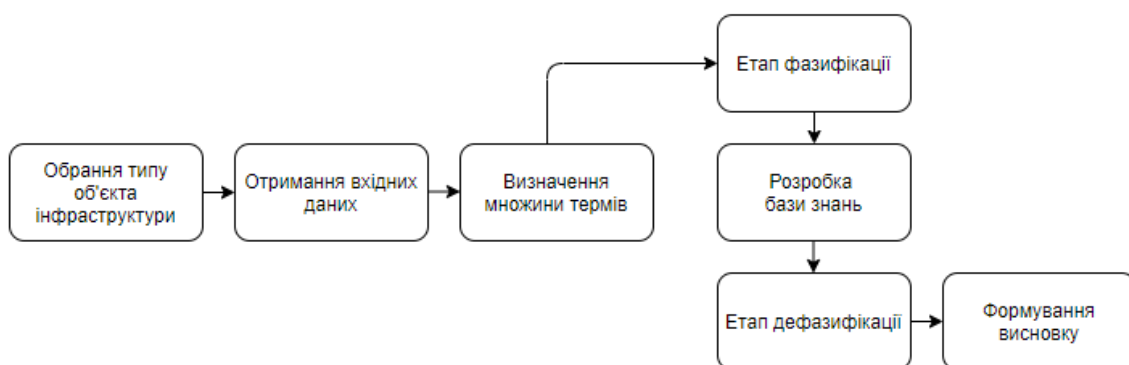 Обрання типу
об'єкта
інфраструктури
Отримання вхідних
даних
Визначення
множини термів
Етап фазифікації
Розробка
бази знань
Етап дефазифікації
Формування
висновку